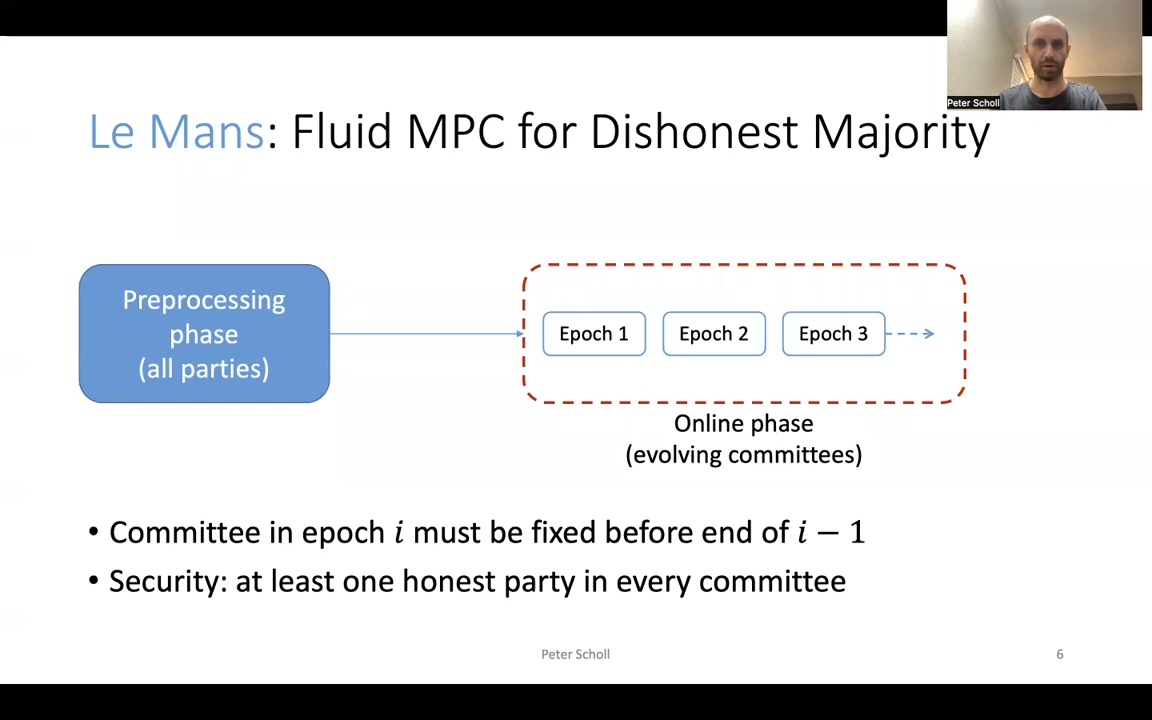 Peter Scholl
Le Mans: Fluid MPC for Dishonest Majority
Preprocessing
phase
(all parties)
Epoch 1
Epoch 2
Epoch 3
Online phase
(evolving committees)
• Committee in epoch i must be fixed before end of i − 1
• Security: at least one honest party in every committee
Peter Scholl
6